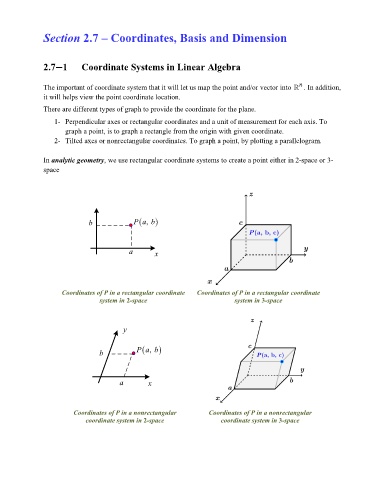 Section 2.7 – Coordinates, Basis and Dimension
2.7−1 Coordinate Systems in Linear Algebra
The important of coordinate system that it will let us map the point and/or vector into ℝⁿ. In addition,
it will helps view the point coordinate location.
There are different types of graph to provide the coordinate for the plane.
1- Perpendicular axes or rectangular coordinates and a unit of measurement for each axis. To
graph a point, is to graph a rectangle from the origin with given coordinate.
2- Tilted axes or nonrectangular coordinates. To graph a point, by plotting a parallelogram.
In analytic geometry, we use rectangular coordinate systems to create a point either in 2-space or 3-
space
b
P(a, b)
a
x
z
c
P(a, b, c)
y
b
a
x
Coordinates of P in a rectangular coordinate
system in 2-space
Coordinates of P in a rectangular coordinate
system in 3-space
y
b
P(a, b)
a
x
z
c
P(a, b, c)
y
b
a
x
Coordinates of P in a nonrectangular
coordinate system in 2-space
Coordinates of P in a nonrectangular
coordinate system in 3-space